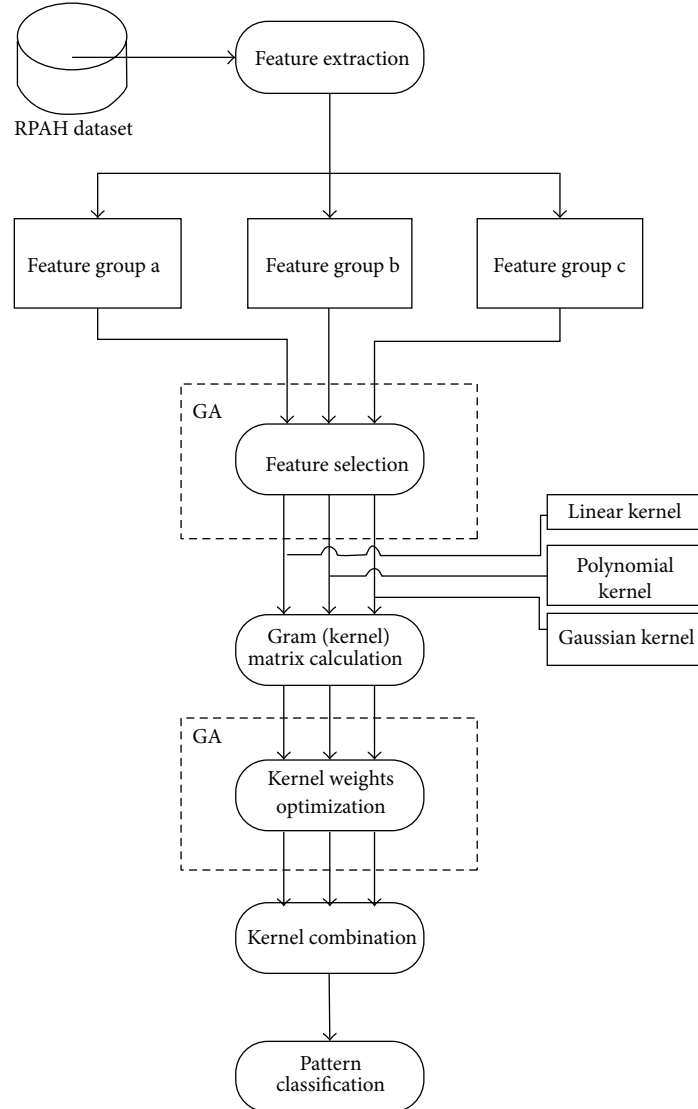 Feature extraction
RPAH dataset
Feature group a
Feature group b
Feature group c
GA
Feature selection
Linear kernel
Polynomial
kernel
Gaussian kernel
Gram (kernel)
matrix calculation
GA
Kernel weights
optimization
Kernel combination
Pattern
classification